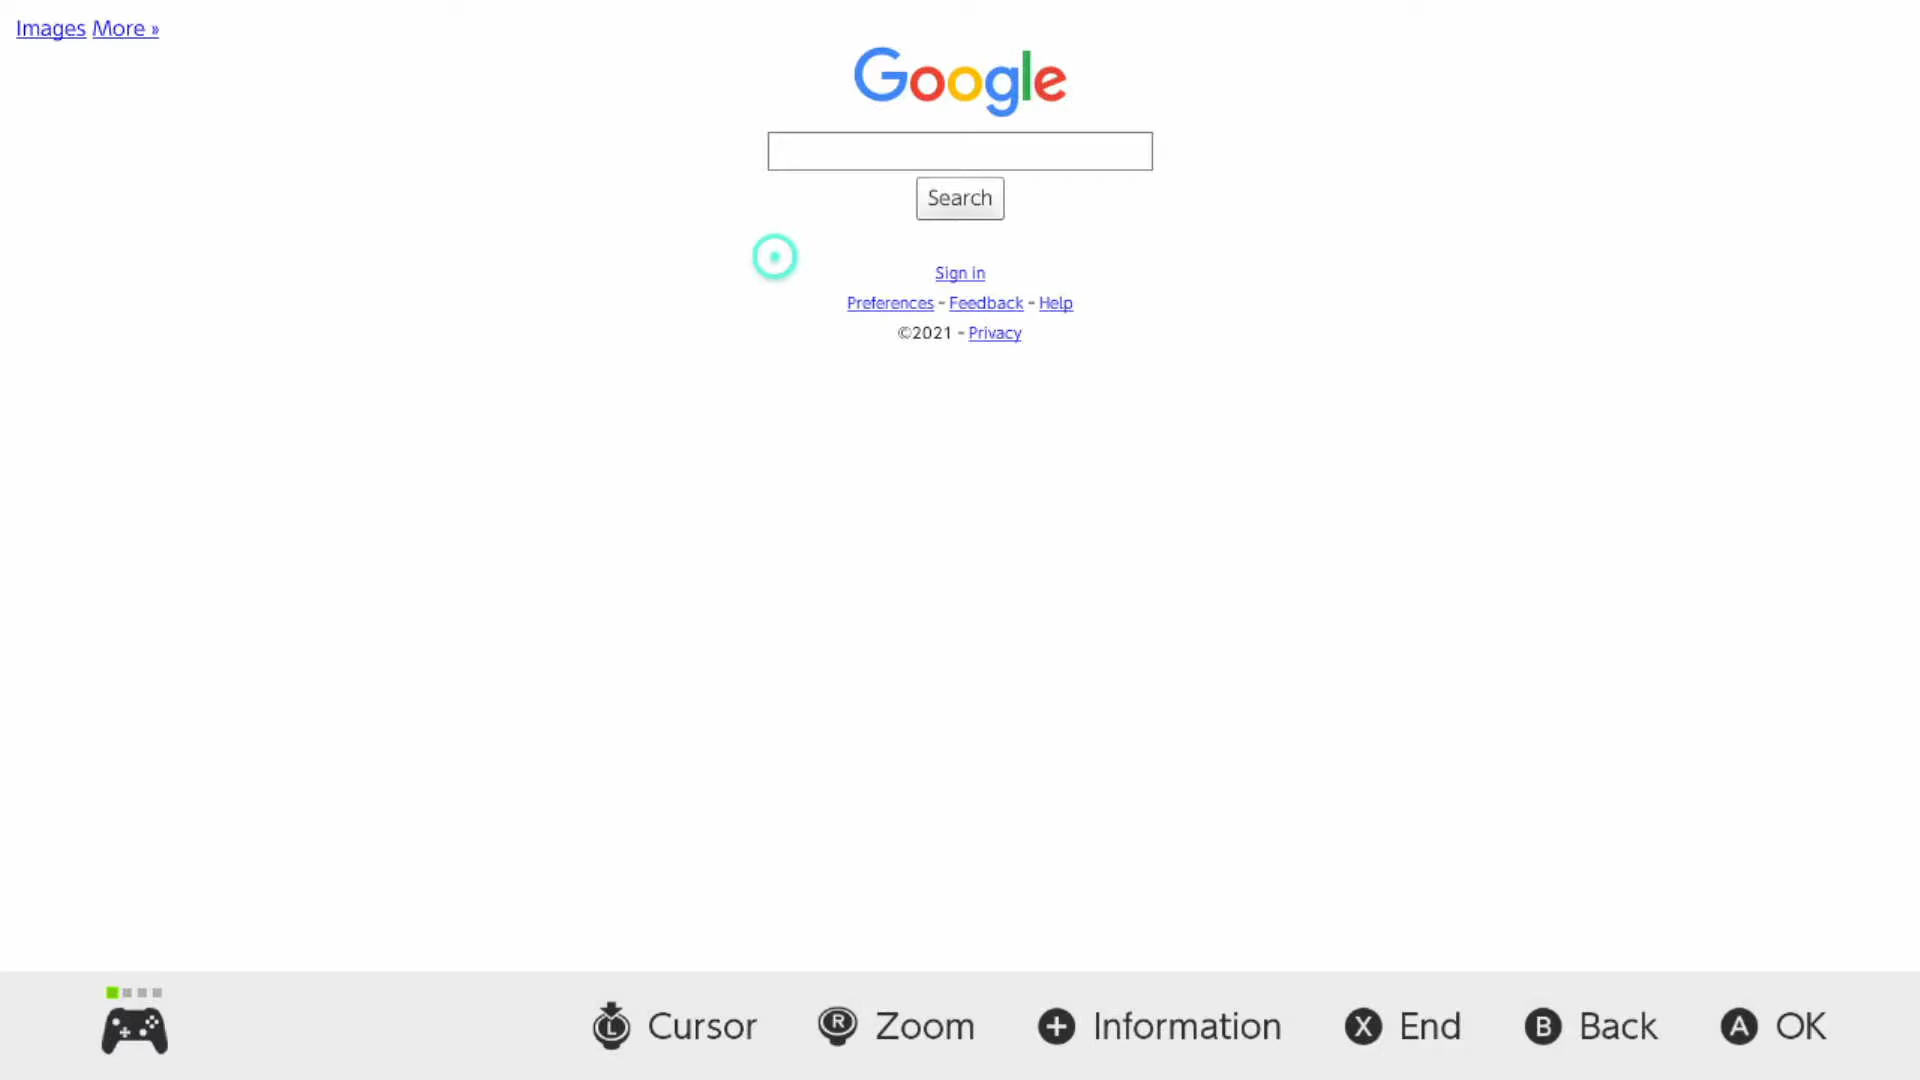 Images More »
Google
Search
Sign in
Preferences - Feedback - Help
©2021 - Privacy
L Cursor R Zoom + Information X End B Back A OK